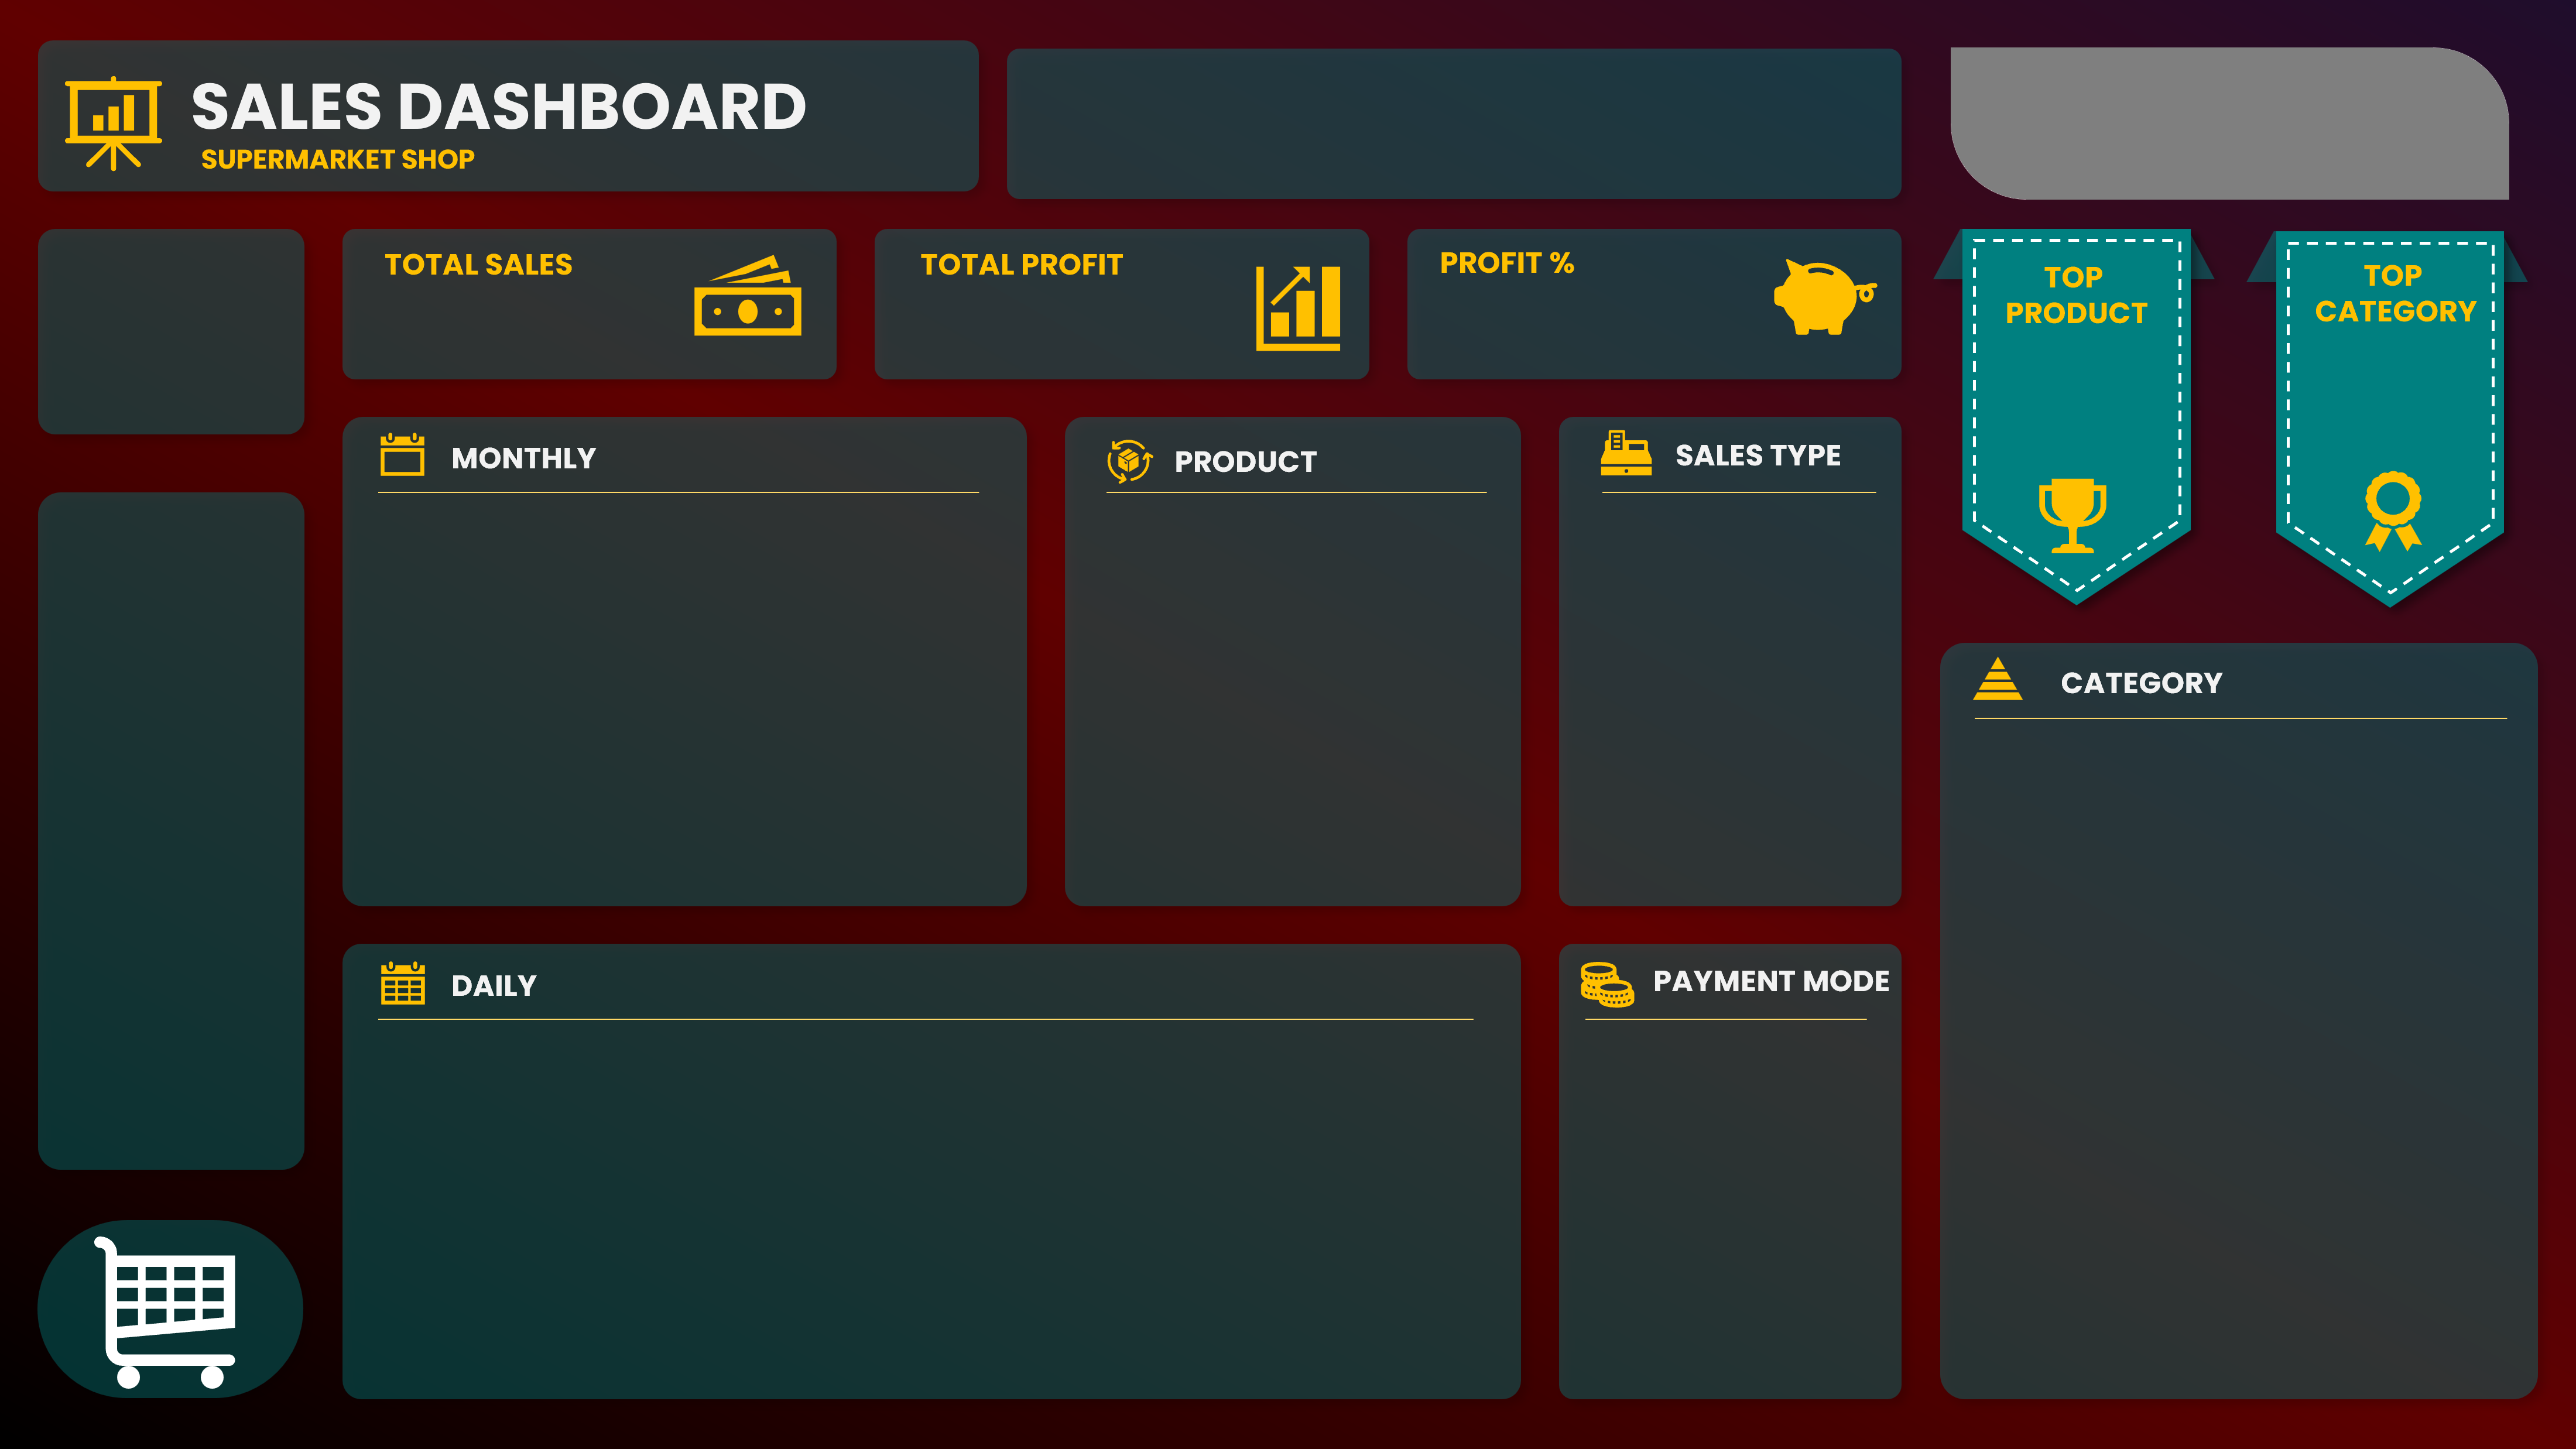 SALES DASHBOARD
SUPERMARKET SHOP
TOTAL SALES
TOTAL PROFIT
PROFIT %
TOP
PRODUCT
TOP
CATEGORY
MONTHLY
PRODUCT
SALES TYPE
CATEGORY
DAILY
PAYMENT MODE